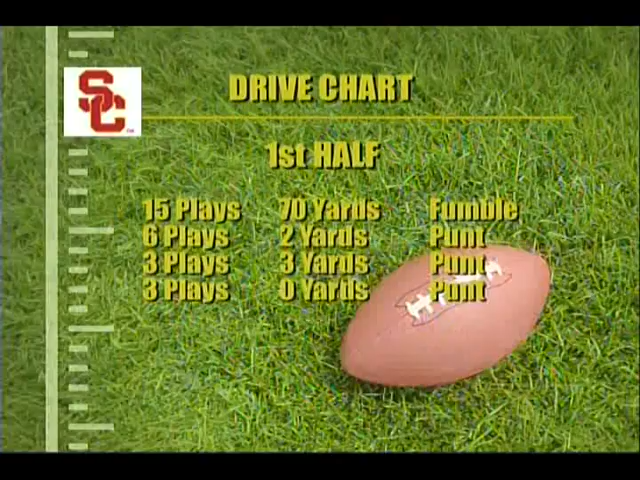 SC
DRIVE CHART
1st HALF
15 Plays 70 Yards Fumble
6 Plays 2 Yards Punt
3 Plays 3 Yards Punt
3 Plays 0 Yards Punt